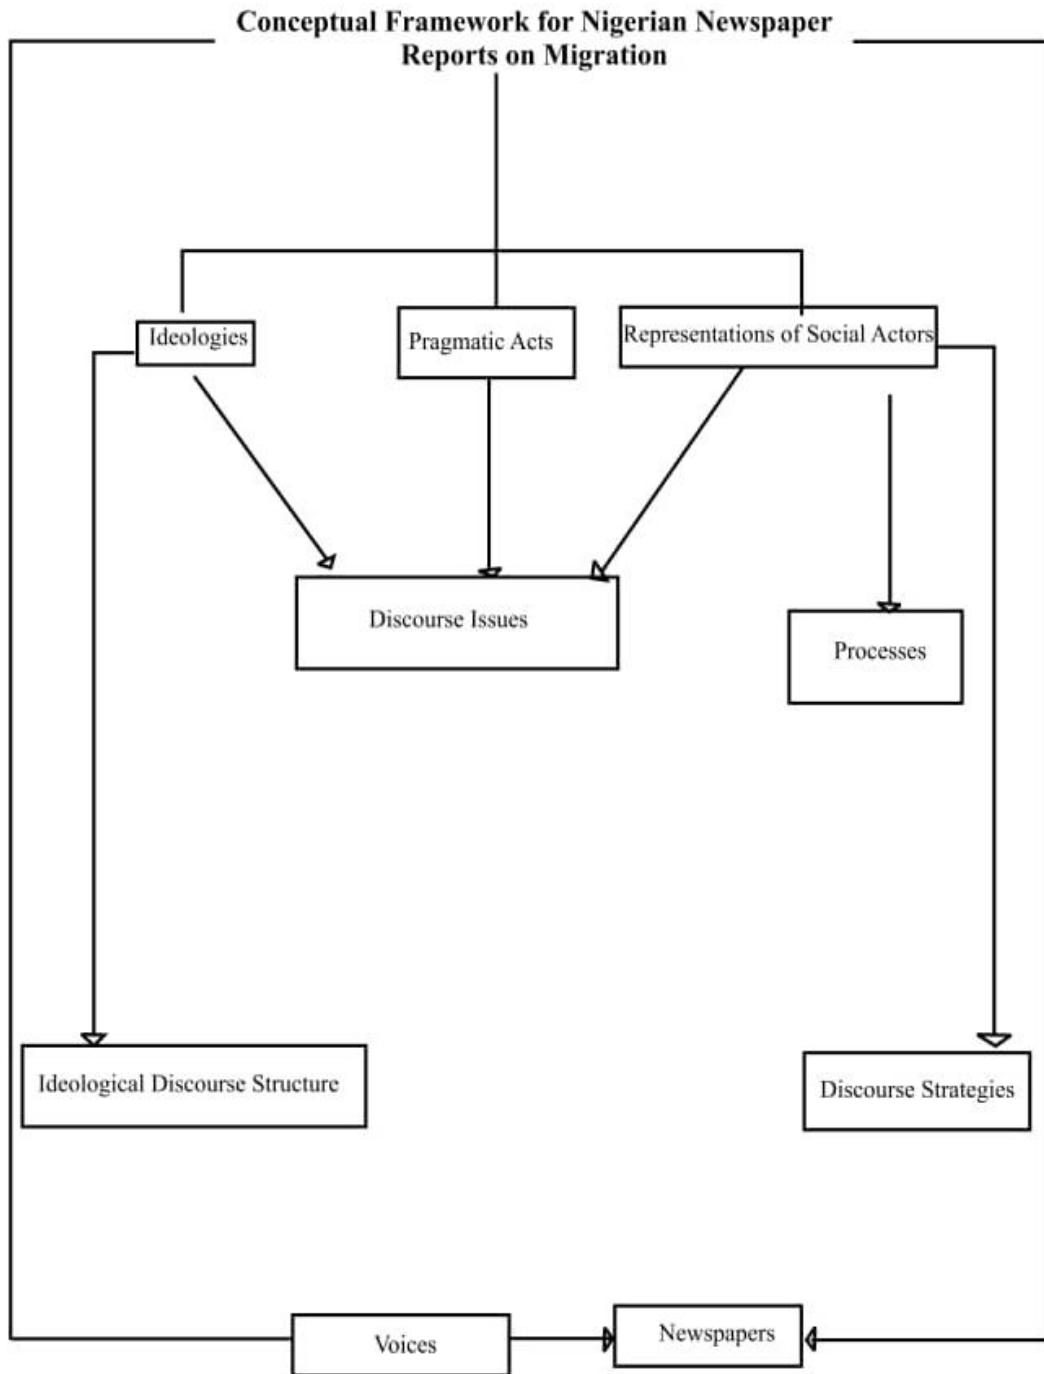 Conceptual Framework for Nigerian Newspaper
Reports on Migration
Ideologies
Pragmatic Acts
Representations of Social Actors
Discourse Issues
Processes
Ideological Discourse Structure
Discourse Strategies
Voices
Newspapers